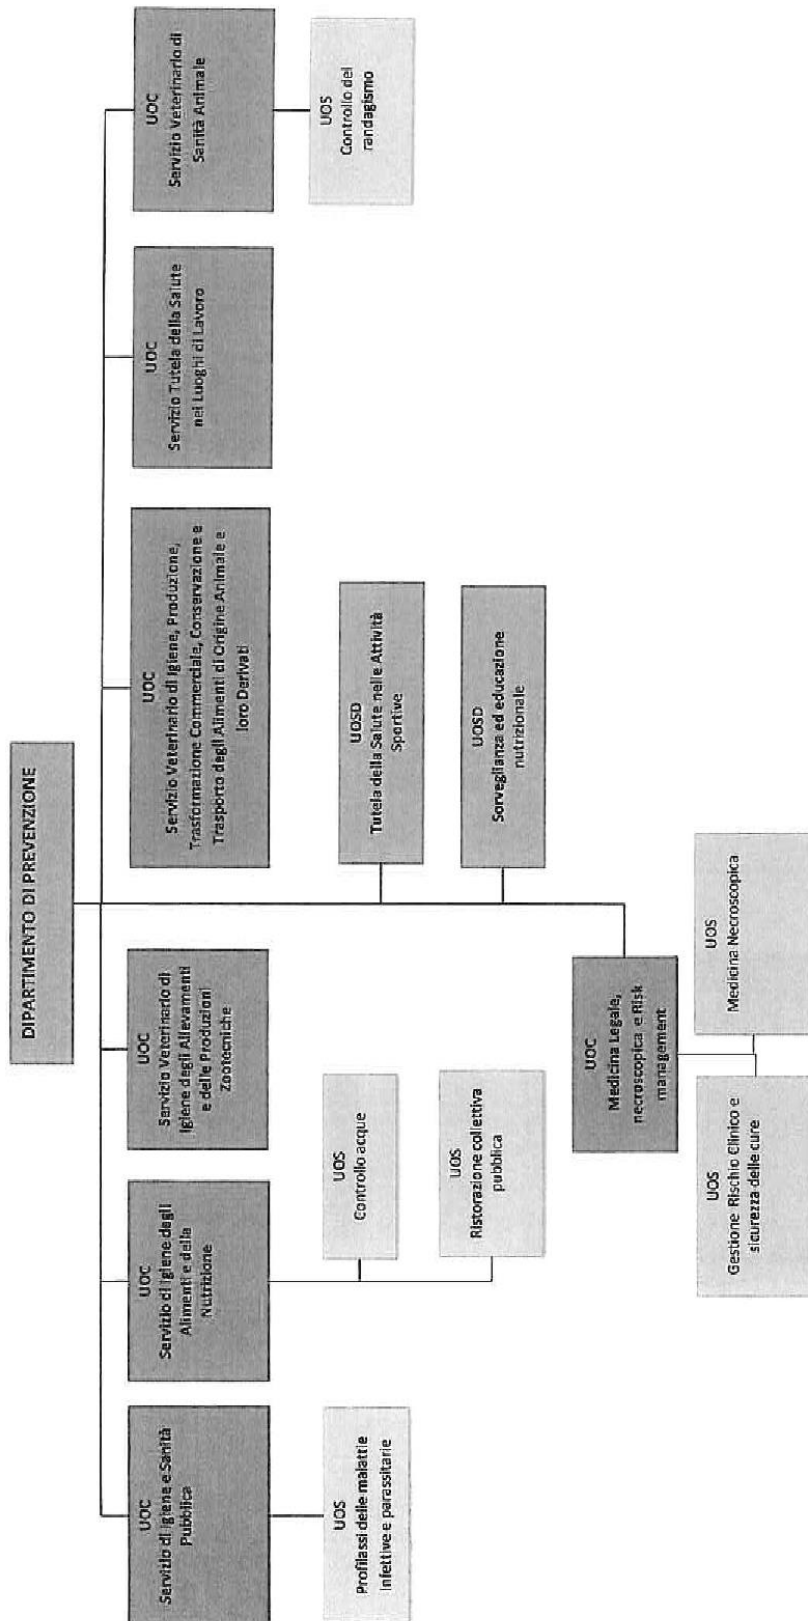 DIPARTIMENTO DI PREVENZIONE
UOC
Servizio di Igiene e Sanità
Pubblica
UOS
Profilassi delle malattie
Infettive e parassitarie
UOC
Servizio di Igiene degli
Alimenti e della
Nutrizione
UOS
Controllo acque
UOS
Ristorazione collettiva
pubblica
UOC
Servizio Veterinario di
Igiene degli Allevamenti
e delle Produzioni
Zootecniche
UOC
Servizio Veterinario di Igiene, Produzione,
Trasformazione Commerciale, Conservazione e
Trasporto degli Alimenti di Origine Animale e
loro Derivati
UOC
Servizio Tutela della Salute
nei Luoghi di Lavoro
UOC
Servizio Veterinario di
Sanità Animale
UOS
Controllo del
randagismo
UOSD
Tutela della Salute nelle Attività
Sportive
UOSD
Sorveglianza ed educazione
nutrizionale
UOC
Medicina Legale,
necroscopica e Risk
management
UOS
Gestione Rischio Clinico e
sicurezza delle cure
UOS
Medicina Necroscopica